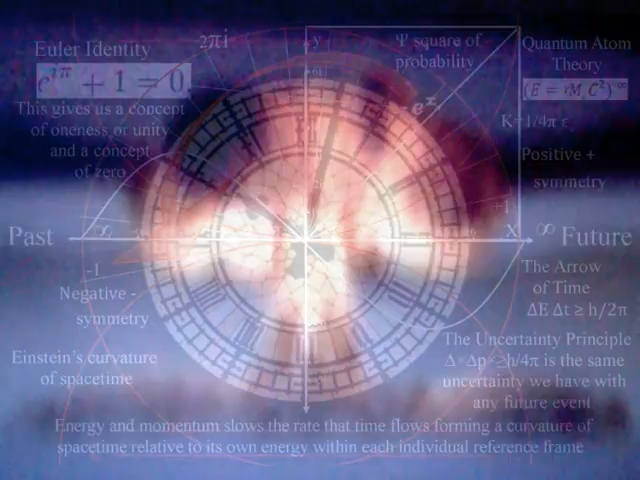 Euler Identity
e^iπ + 1 = 0
This gives us a concept
of oneness or unity
and a concept
of zero
2πi
y
Ψ square of
probability
Quantum Atom
Theory
(E = M C²)^∞
e^x
K=1/4π ε
Positive +
symmetry
+1
Past
∞
x
∞ Future
-1
Negative -
symmetry
The Arrow
of Time
ΔE Δt ≥ h/2π
Einstein's curvature
of spacetime
The Uncertainty Principle
Δ×Δp ≥h/4π is the same
uncertainty we have with
any future event
Energy and momentum slows the rate that time flows forming a curvature of
spacetime relative to its own energy within each individual reference frame